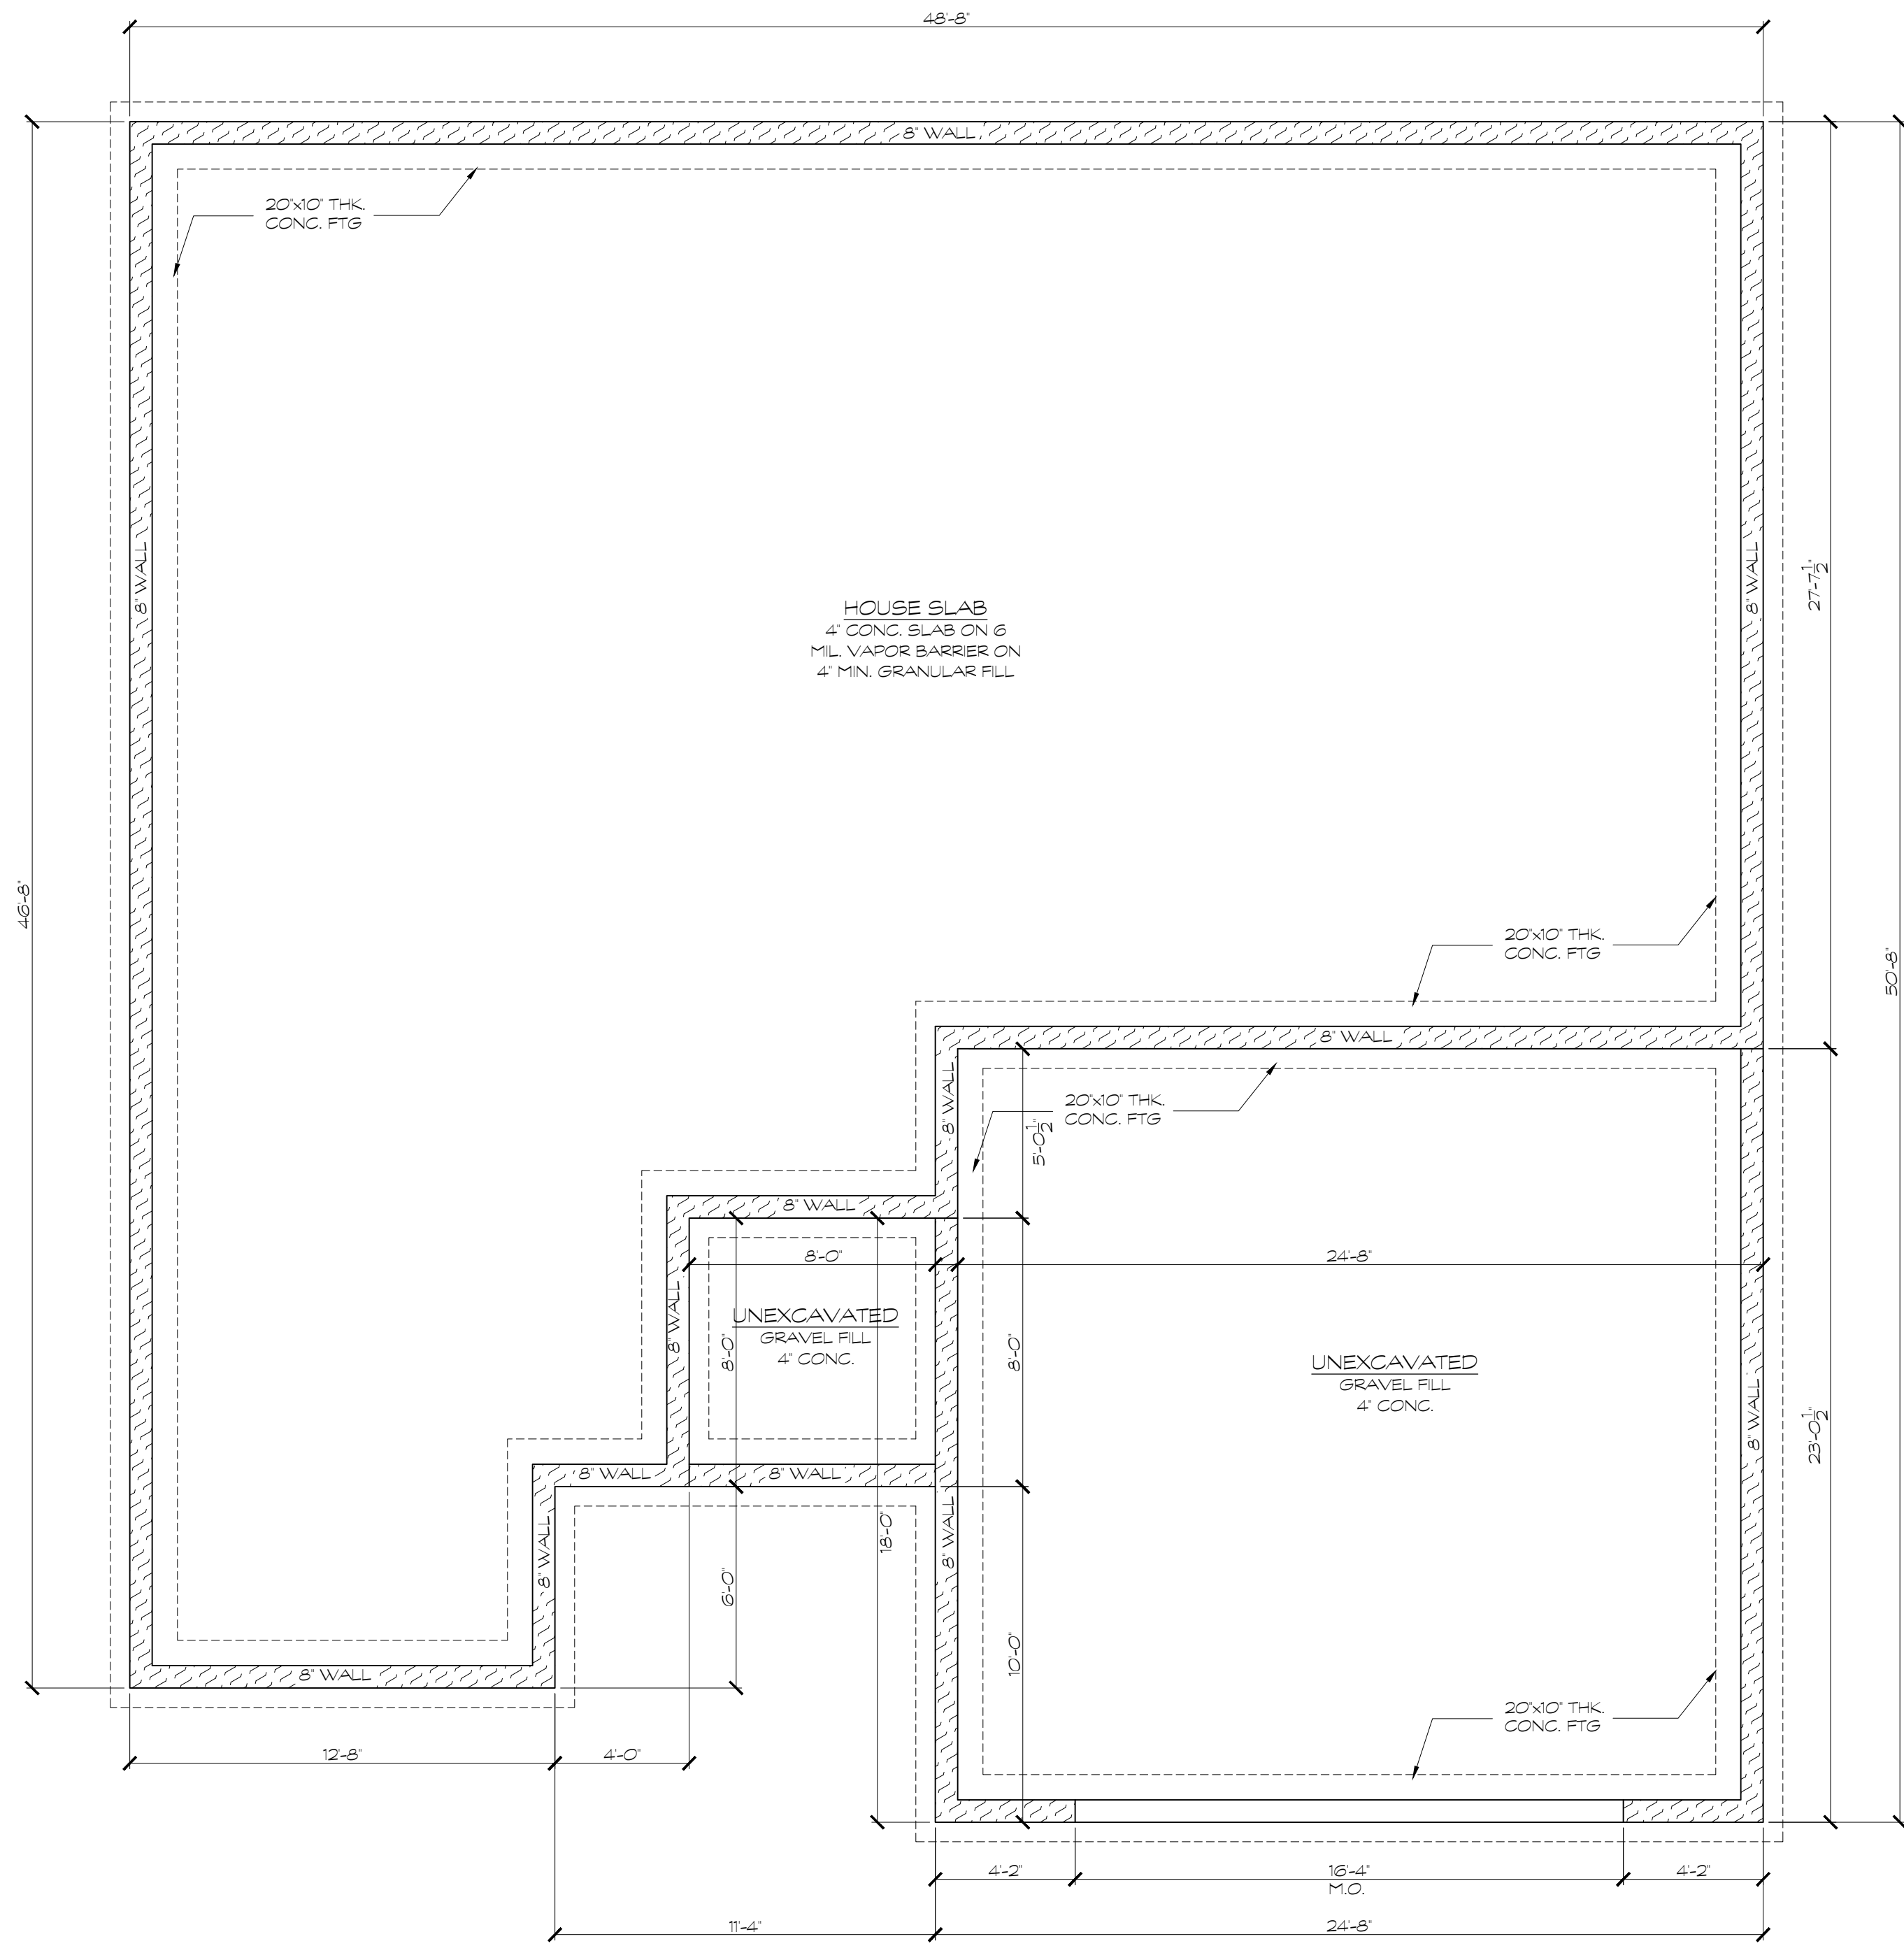 48'-8"
8" WALL
20"x10" THK.
CONC. FTG
8" WALL
8" WALL
27'-7 1/2"
HOUSE SLAB
4" CONC. SLAB ON 6
MIL. VAPOR BARRIER ON
4" MIN. GRANULAR FILL
46'-8"
20"x10" THK.
CONC. FTG
50'-8"
8" WALL
8" WALL
20"x10" THK.
CONC. FTG
5'-0 1/2"
8" WALL
8'-0"
24'-8"
8" WALL
UNEXCAVATED
GRAVEL FILL
4" CONC.
8'-0"
8'-0"
UNEXCAVATED
GRAVEL FILL
4" CONC.
8" WALL
23'-0 1/2"
8" WALL
8" WALL
18'-0"
8" WALL
8" WALL
6'-0"
10'-0"
8" WALL
20"x10" THK.
CONC. FTG
12'-8"
4'-0"
4'-2"
16'-4"
M.O.
4'-2"
11'-4"
24'-8"